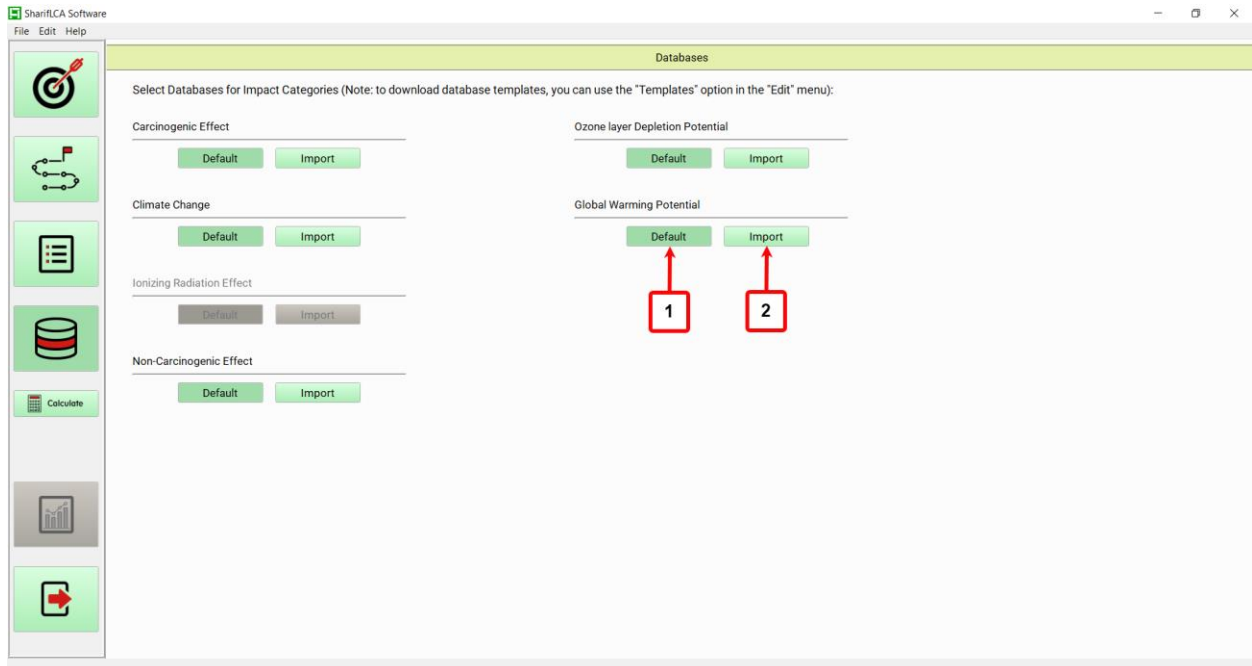 SharifLCA Software
File Edit Help
Databases
Select Databases for Impact Categories (Note: to download database templates, you can use the "Templates" option in the "Edit" menu):
Carcinogenic Effect
Default Import
Ozone layer Depletion Potential
Default Import
Climate Change
Default Import
Global Warming Potential
Default Import
1 2
Ionizing Radiation Effect
Default Import
Non-Carcinogenic Effect
Default Import
Calculate